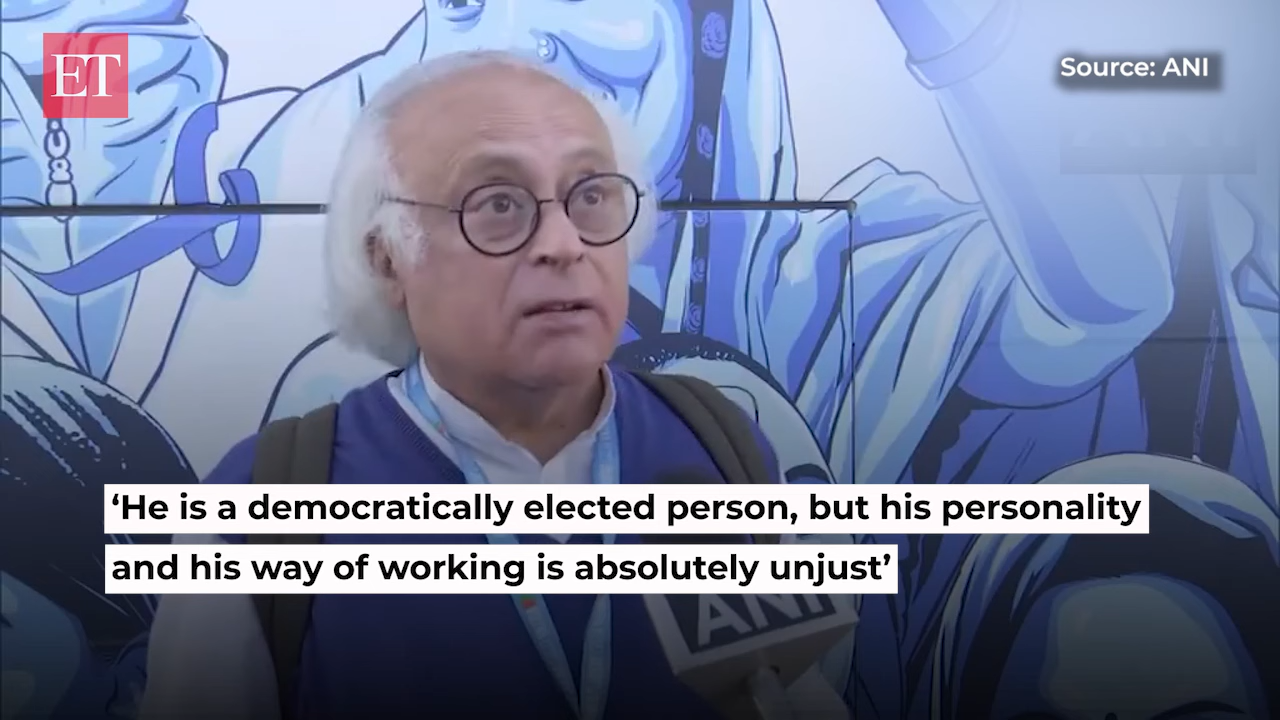 ET
Source: ANI
‘He is a democratically elected person, but his personality
and his way of working is absolutely unjust’
ANI